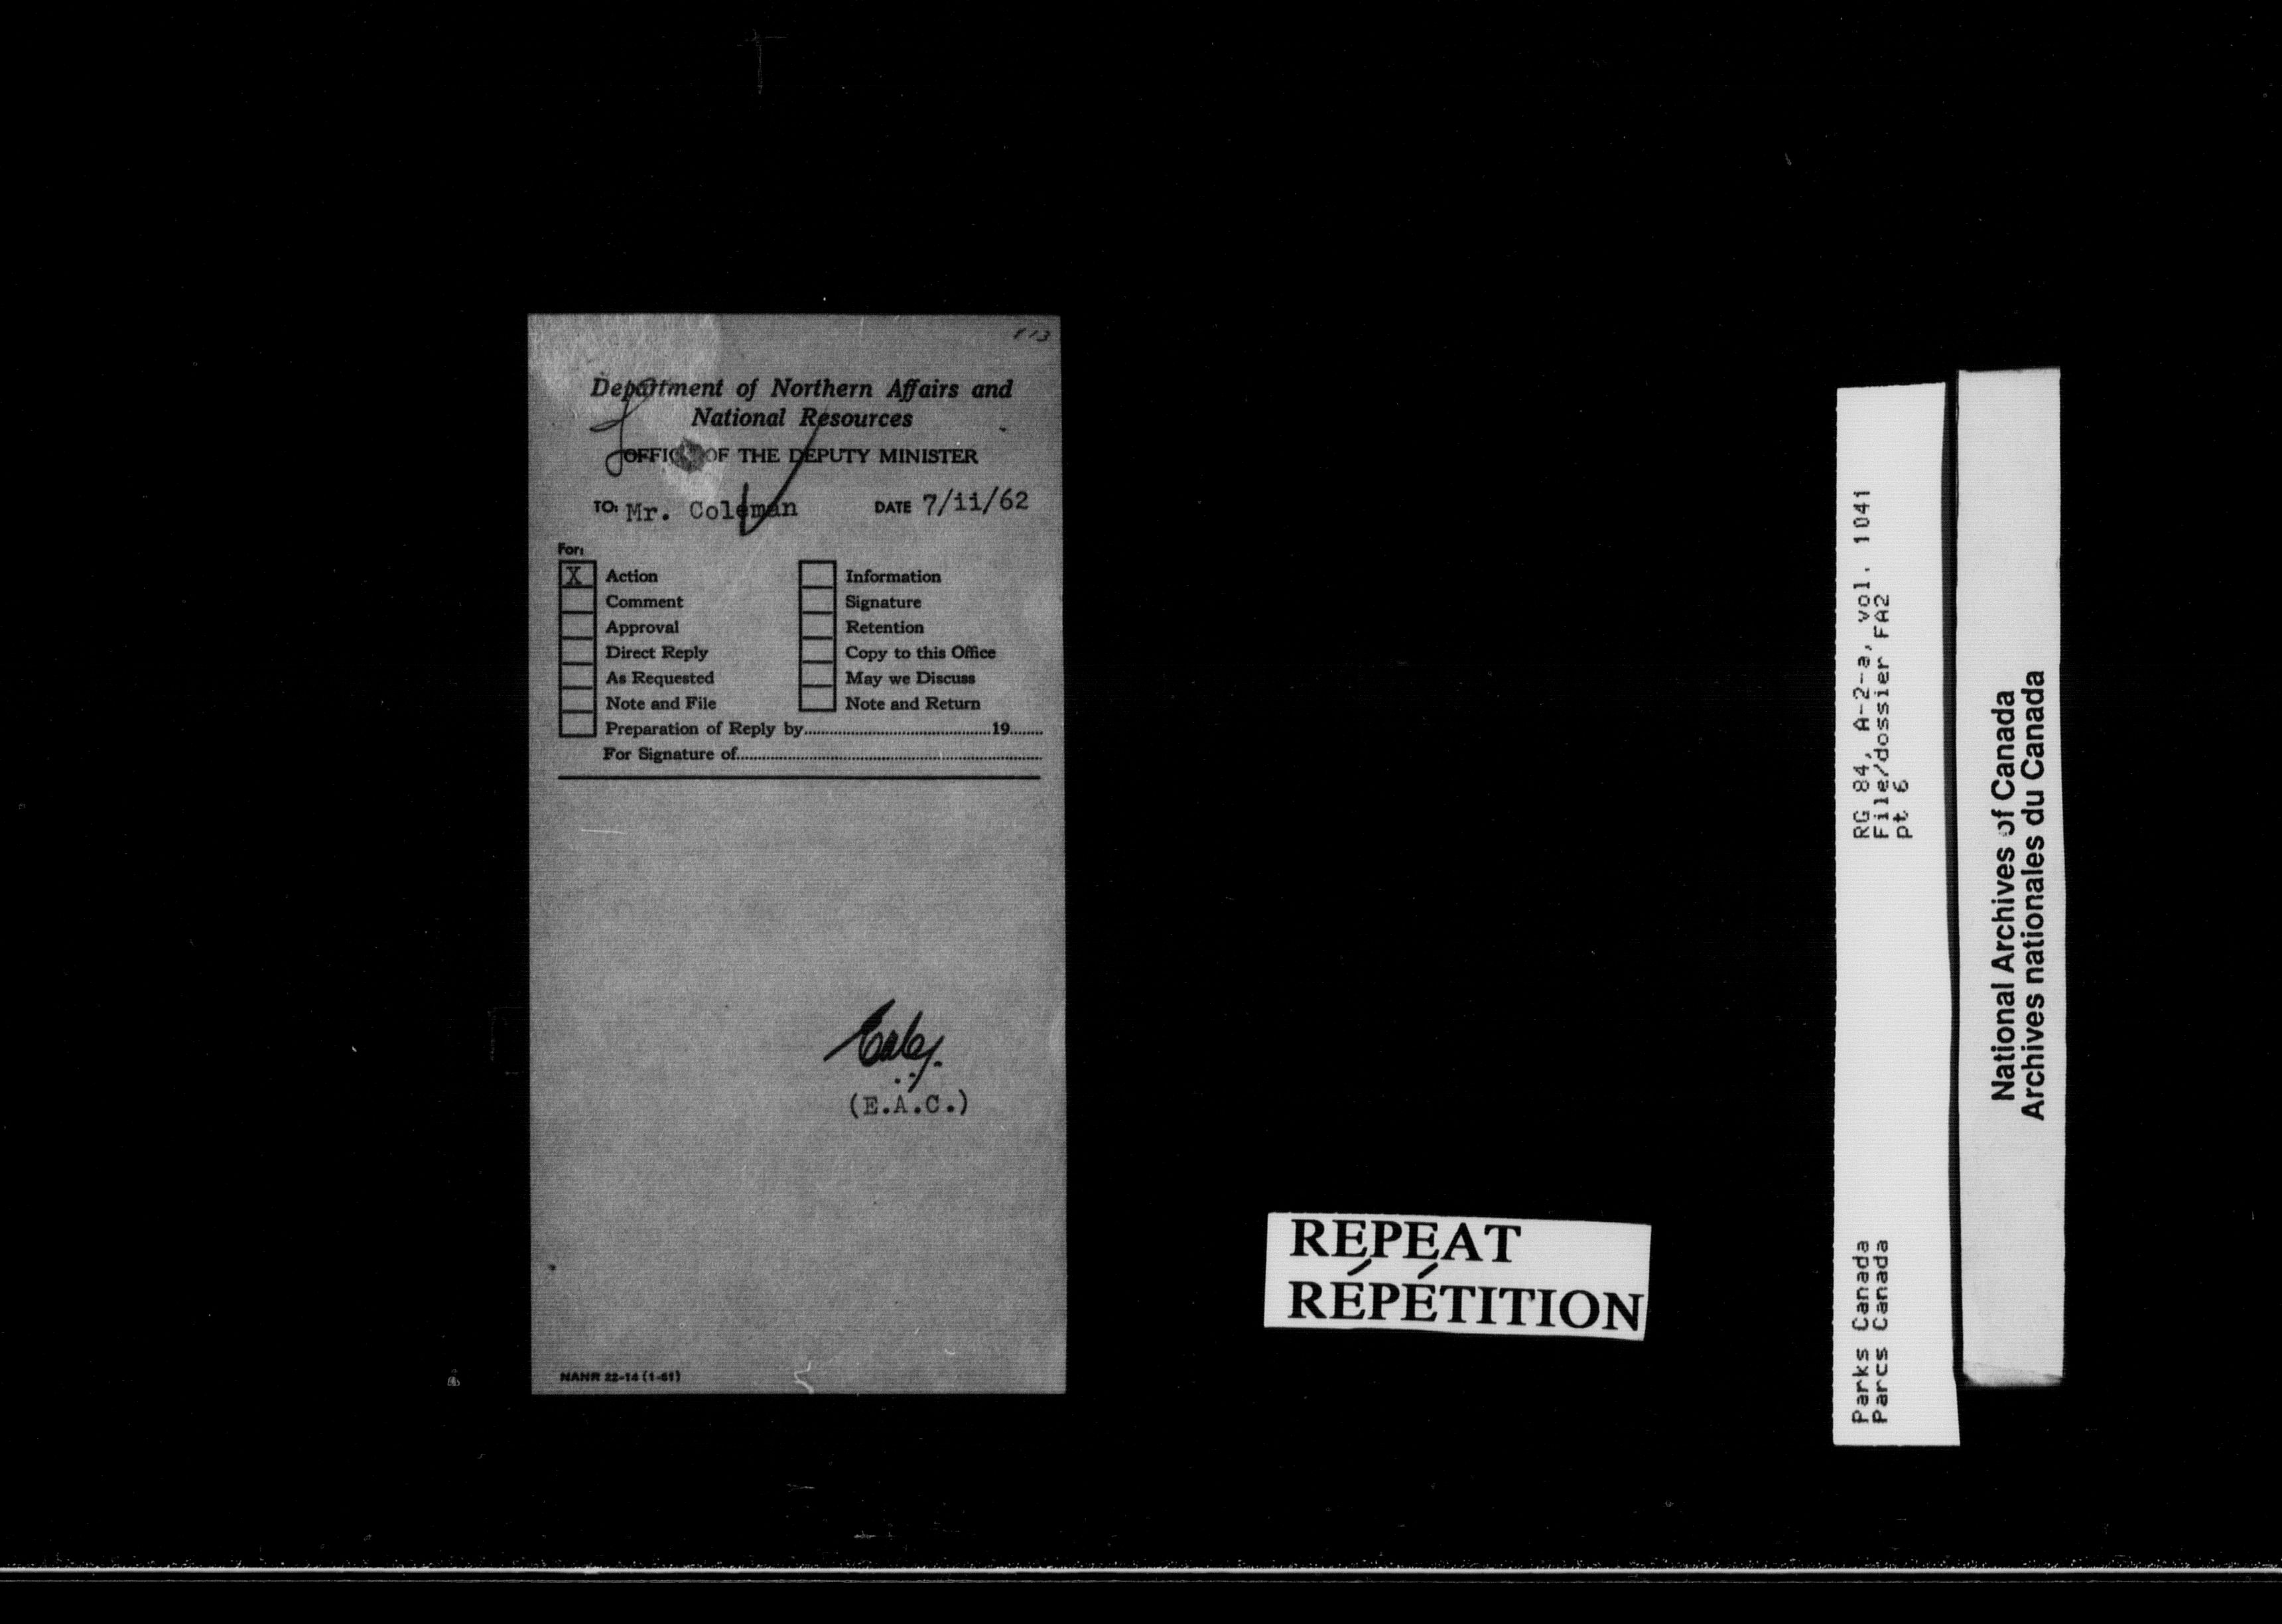 113
Department of Northern Affairs and
National Resources
OFFICE OF THE DEPUTY MINISTER
TO: Mr. Coleman DATE 7/11/62
For:
X Action
Comment
Approval
Direct Reply
As Requested
Note and File
Information
Signature
Retention
Copy to this Office
May we Discuss
Note and Return
Preparation of Reply by 19
For Signature of
(E.A.C.)
NANR 22-14 (1-61)
REPEAT
RÉPÉTITION
RG 84, A-2-a, vol. 1041
File/dossier FA2
pt 6
Parks Canada
Parcs Canada
National Archives of Canada
Archives nationales du Canada